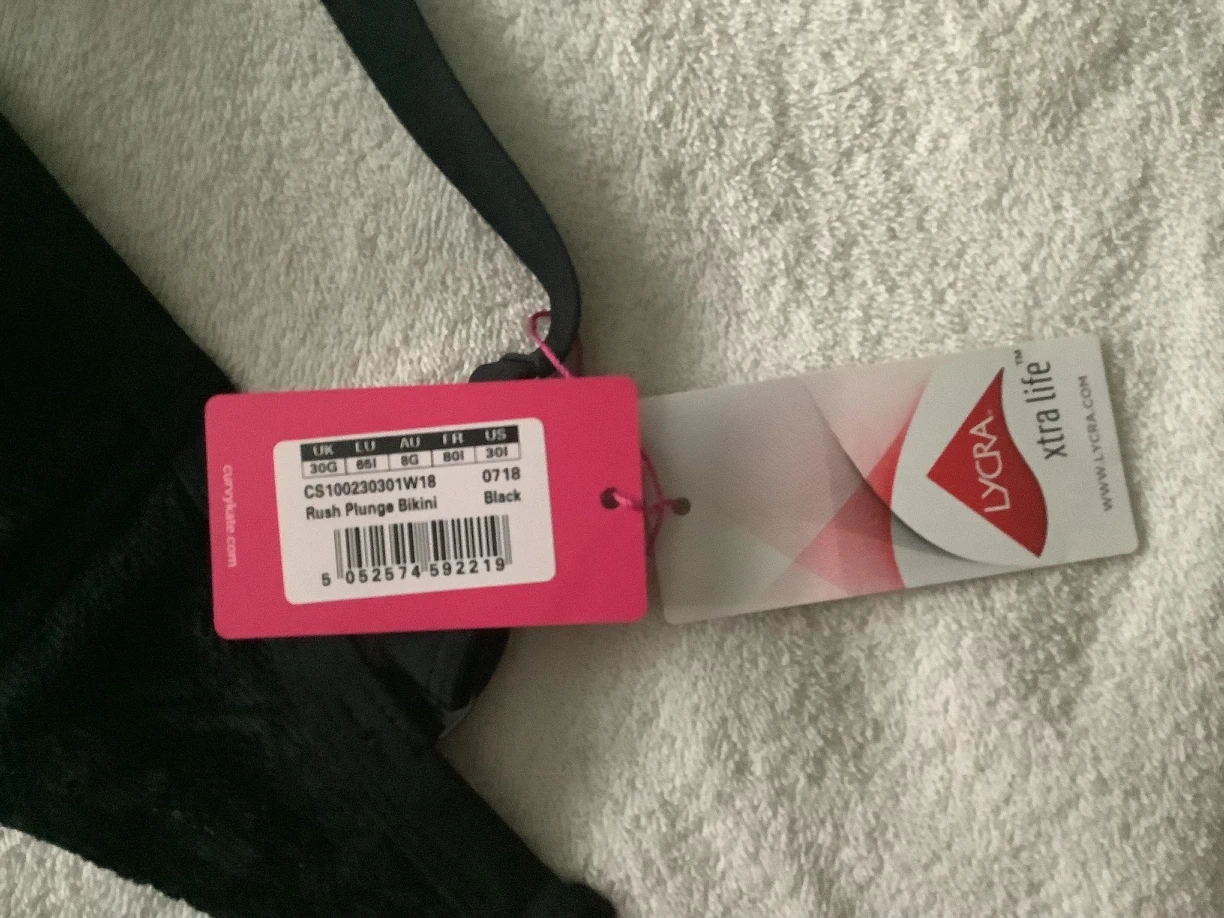 UK EU AU FR US
30G 65I 8G 80I 30I
CS100230301W18 0718
Rush Plunge Bikini Black
5 052574 592219
curvykate.com
LYCRA®
xtra life™
WWW.LYCRA.COM